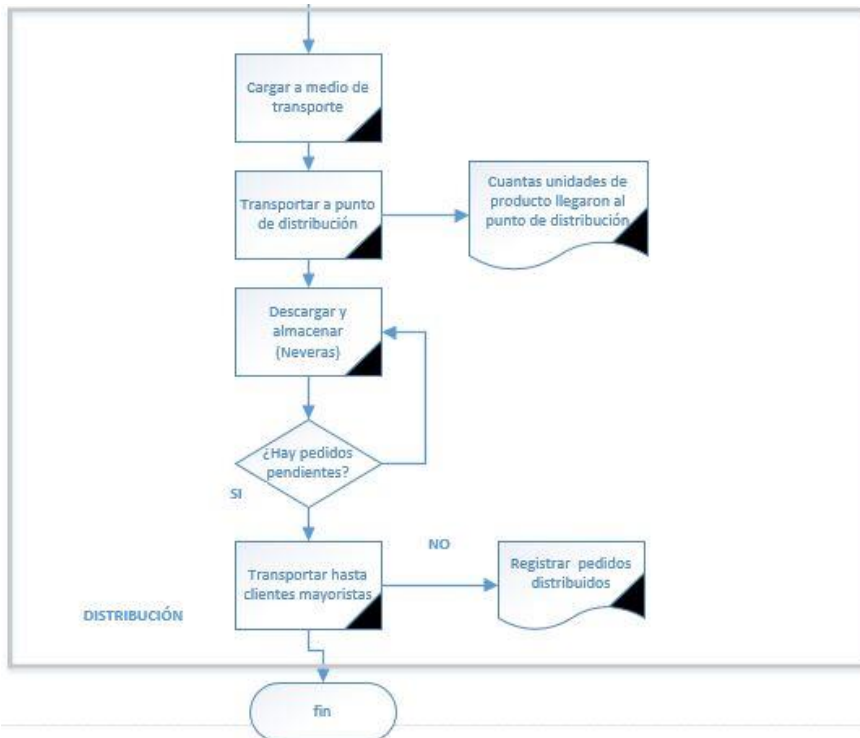 Cargar a medio de
transporte
Transportar a punto
de distribución
Cuantas unidades de
producto llegaron al
punto de distribución
Descargar y
almacenar
(Neveras)
¿Hay pedidos
pendientes?
SI
NO
Transportar hasta
clientes mayoristas
Registrar pedidos
distribuidos
DISTRIBUCIÓN
fin